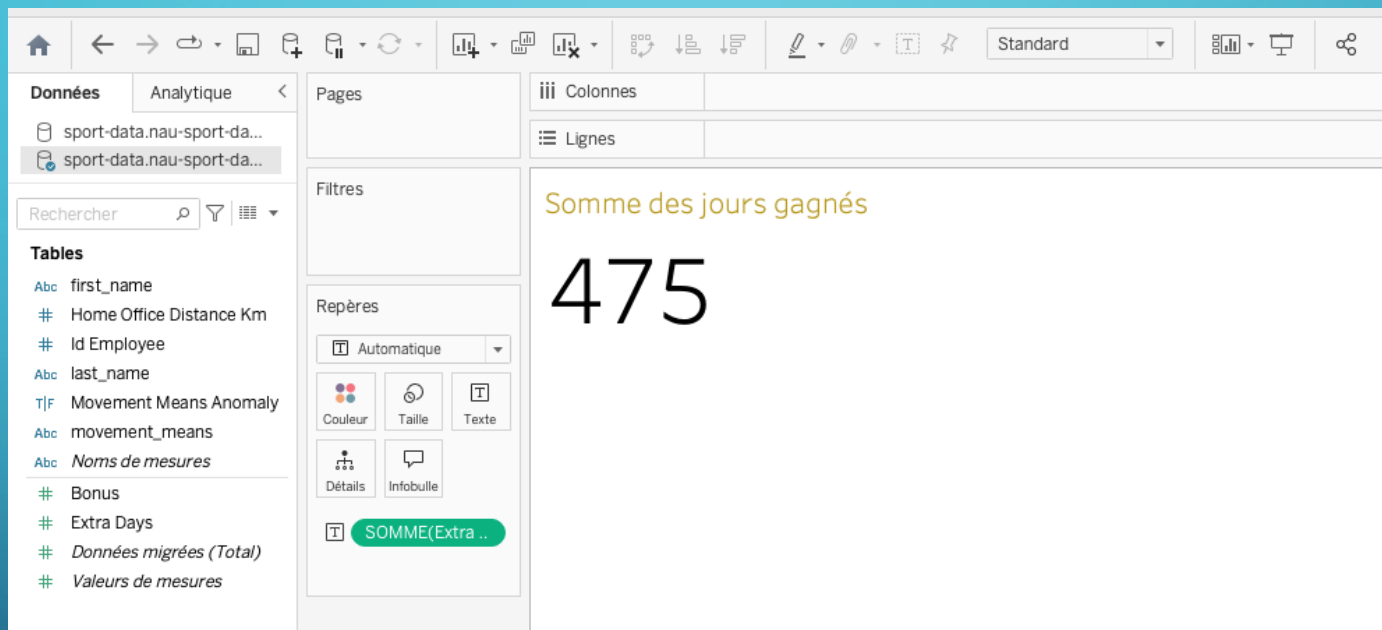 Standard
Données Analytique
sport-data.nau-sport-da...
sport-data.nau-sport-da...
Rechercher
Tables
Abc first_name
# Home Office Distance Km
# Id Employee
Abc last_name
T|F Movement Means Anomaly
Abc movement_means
Abc Noms de mesures
# Bonus
# Extra Days
# Données migrées (Total)
# Valeurs de mesures
Pages
Filtres
Repères
T Automatique
Couleur Taille T Texte
Détails Infobulle
T SOMME(Extra ..
Colonnes
Lignes
Somme des jours gagnés
475